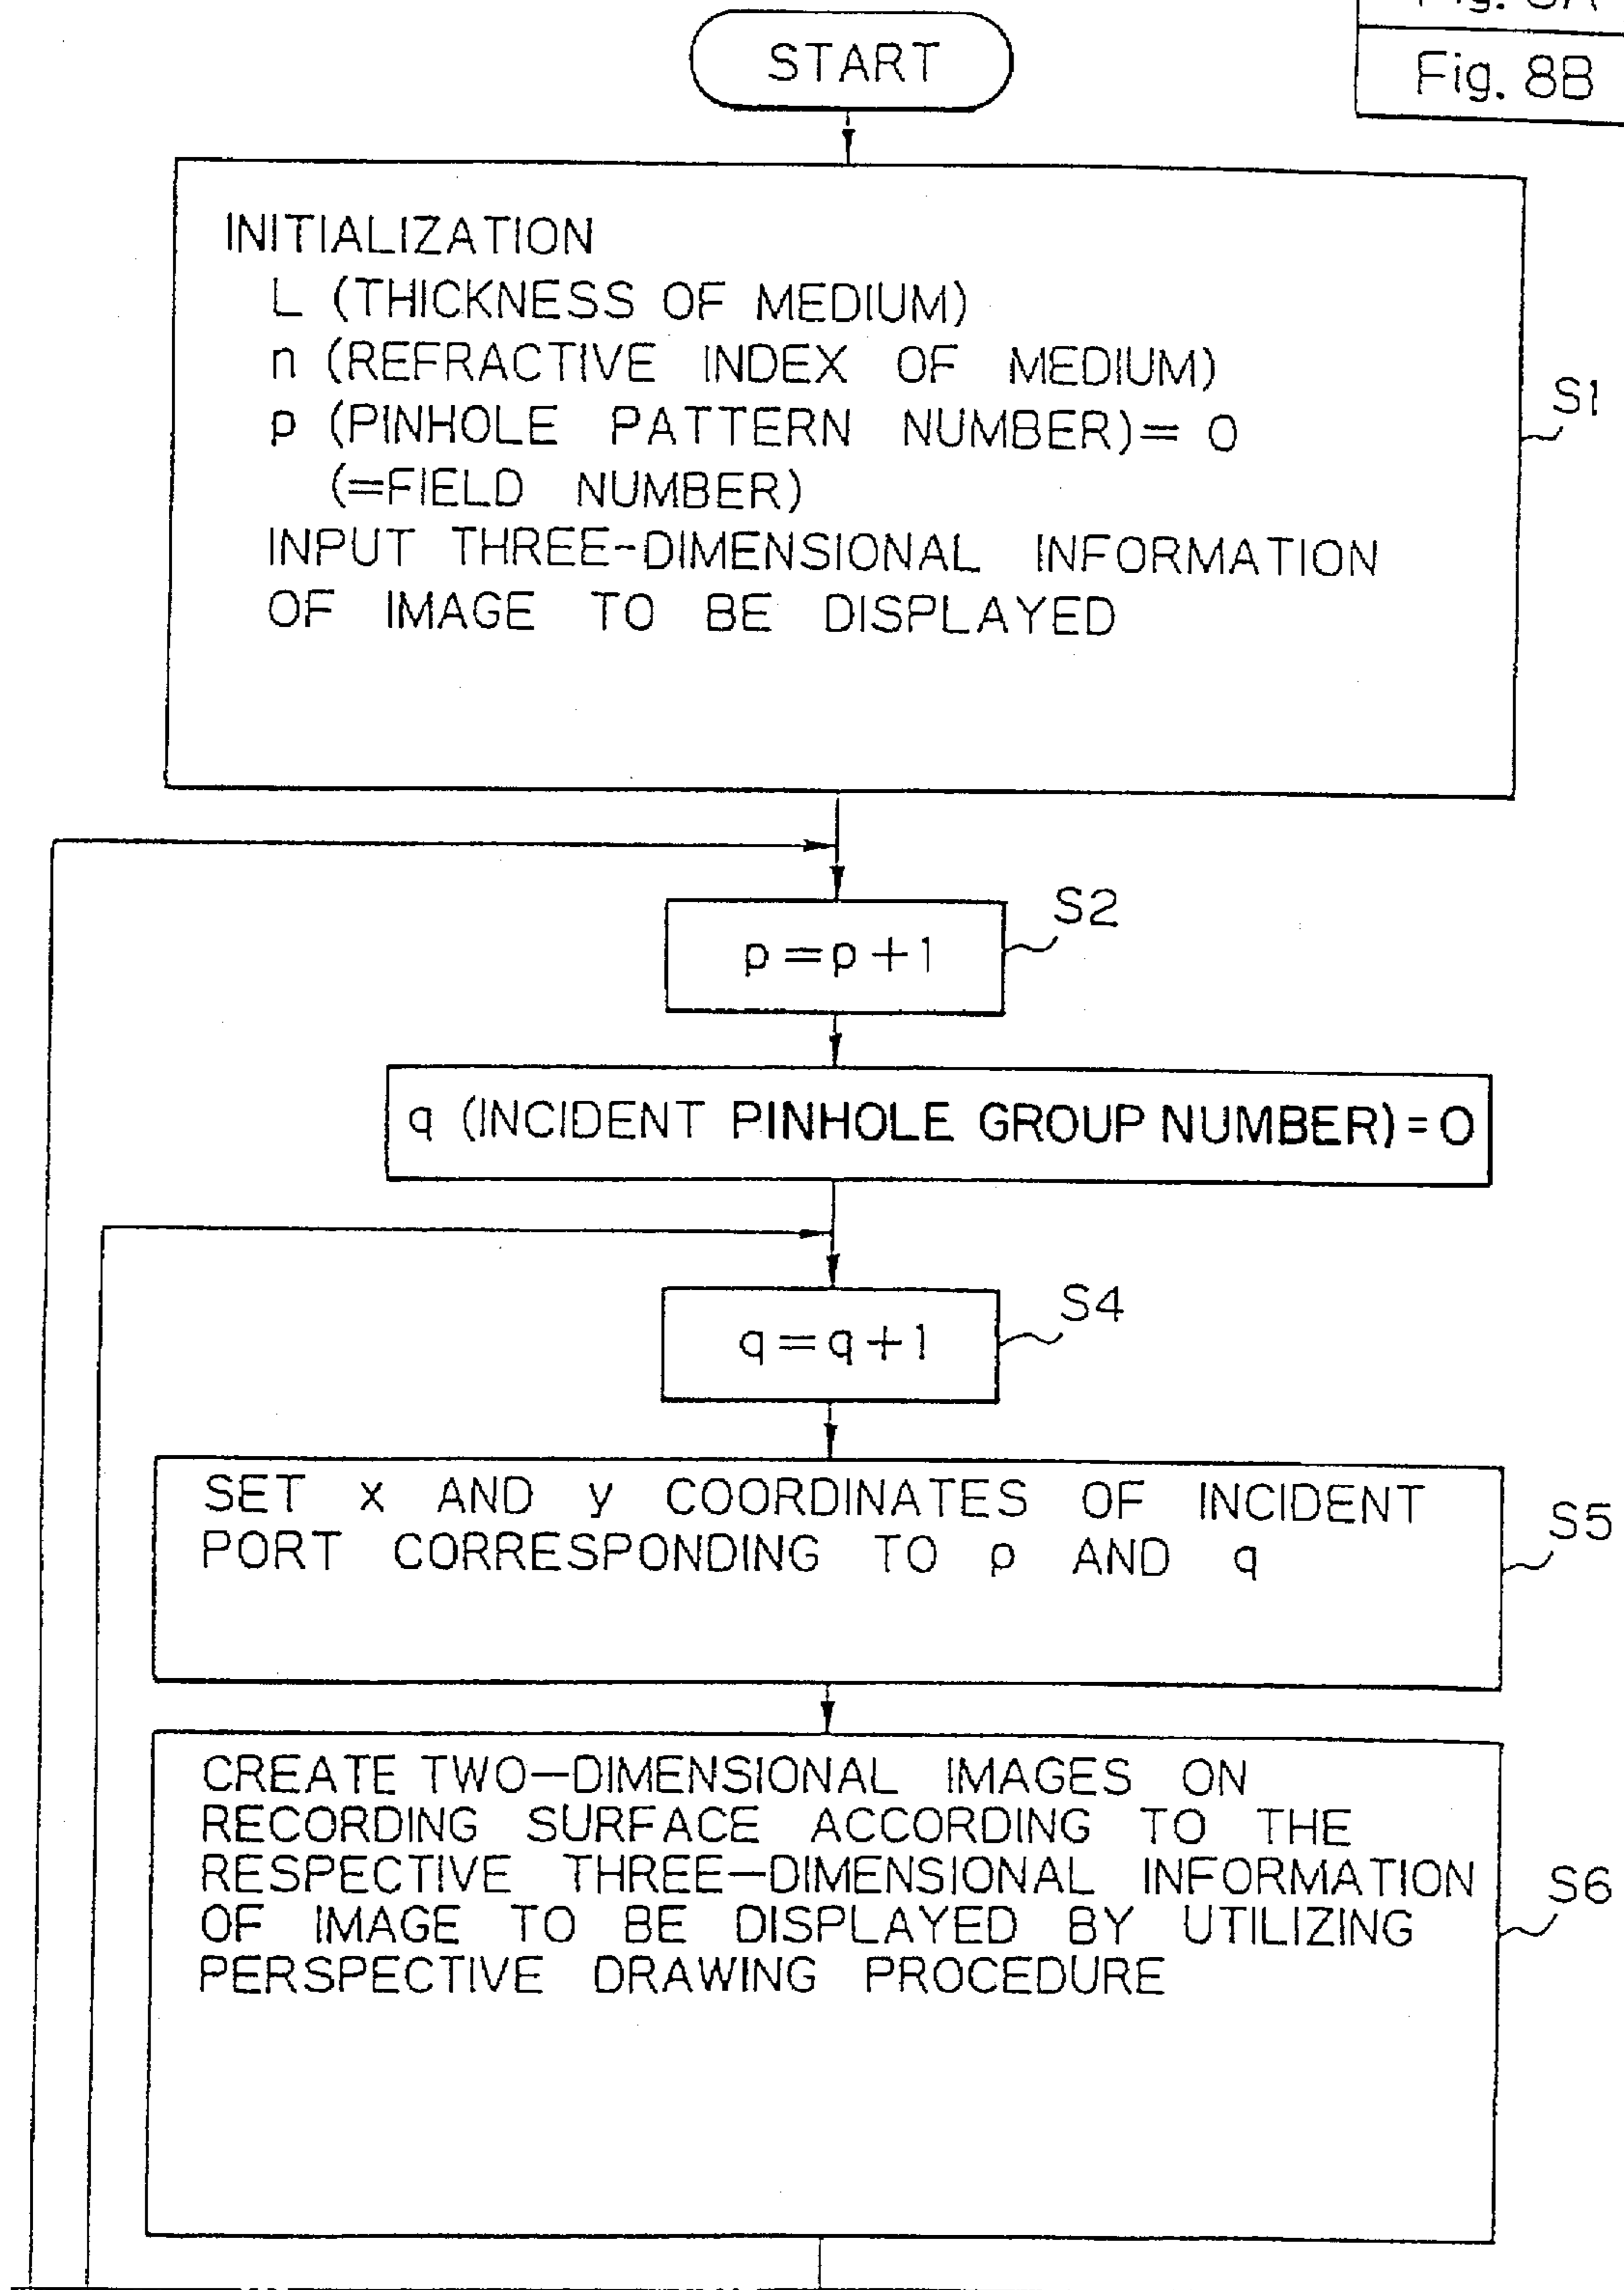 Fig. 8A
Fig. 8B
START
INITIALIZATION
L (THICKNESS OF MEDIUM)
n (REFRACTIVE INDEX OF MEDIUM)
p (PINHOLE PATTERN NUMBER)= 0
(=FIELD NUMBER)
INPUT THREE-DIMENSIONAL INFORMATION
OF IMAGE TO BE DISPLAYED
S1
S2
p=p+1
q (INCIDENT PINHOLE GROUP NUMBER)=0
S4
q=q+1
SET x AND y COORDINATES OF INCIDENT
PORT CORRESPONDING TO p AND q
S5
CREATE TWO-DIMENSIONAL IMAGES ON
RECORDING SURFACE ACCORDING TO THE
RESPECTIVE THREE-DIMENSIONAL INFORMATION
OF IMAGE TO BE DISPLAYED BY UTILIZING
PERSPECTIVE DRAWING PROCEDURE
S6